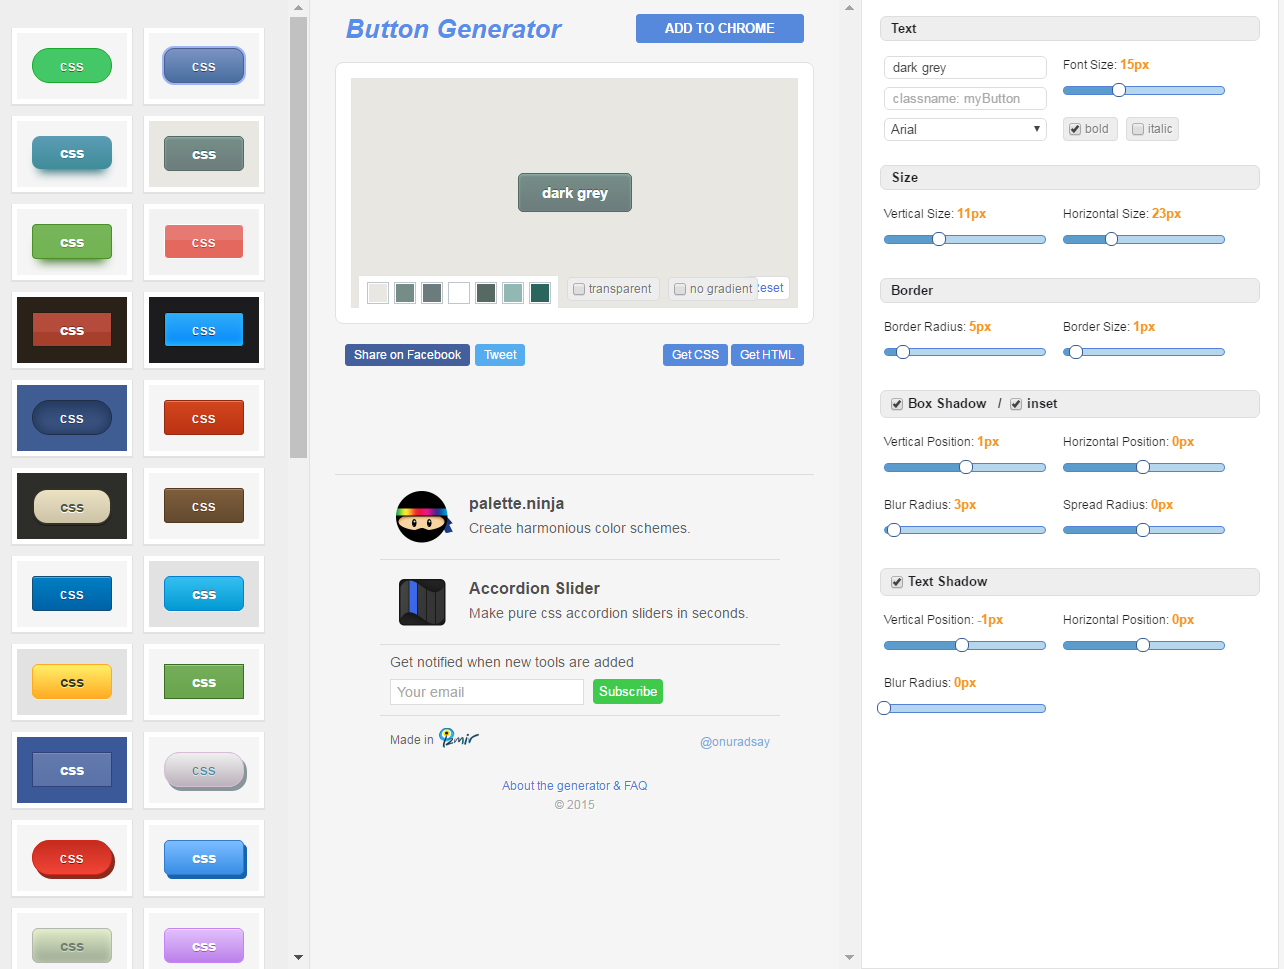 css css
css css
css css
css css
css css
css css
css css
css css
css css
css css
css css
Button Generator
ADD TO CHROME
dark grey
transparent
no gradient
Share on Facebook
Tweet
Get CSS
Get HTML
palette.ninja
Create harmonious color schemes.
Accordion Slider
Make pure css accordion sliders in seconds.
Get notified when new tools are added
Your email
Subscribe
Made in izmir
@onuradsay
About the generator & FAQ
© 2015
Text
dark grey
Font Size: 15px
classname: myButton
Arial
bold
italic
Size
Vertical Size: 11px
Horizontal Size: 23px
Border
Border Radius: 5px
Border Size: 1px
Box Shadow / inset
Vertical Position: 1px
Horizontal Position: 0px
Blur Radius: 3px
Spread Radius: 0px
Text Shadow
Vertical Position: -1px
Horizontal Position: 0px
Blur Radius: 0px